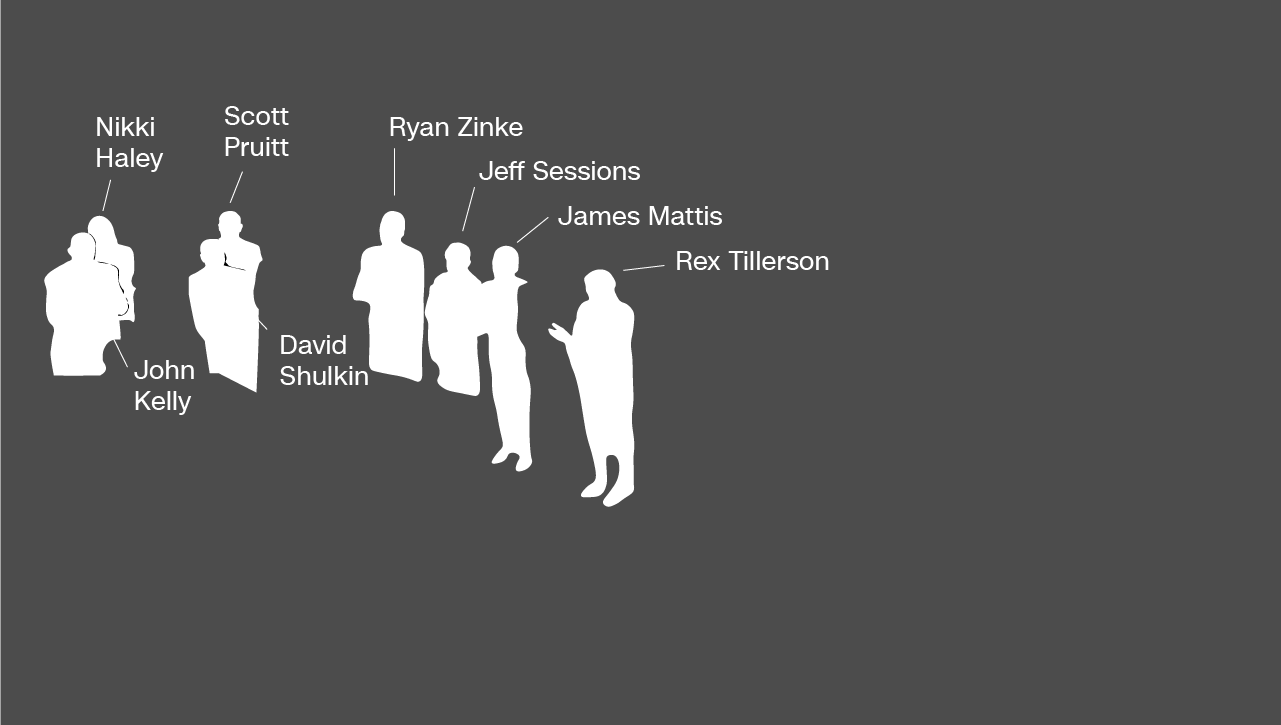 Nikki
Haley
Scott
Pruitt
Ryan Zinke
Jeff Sessions
James Mattis
Rex Tillerson
David
Shulkin
John
Kelly